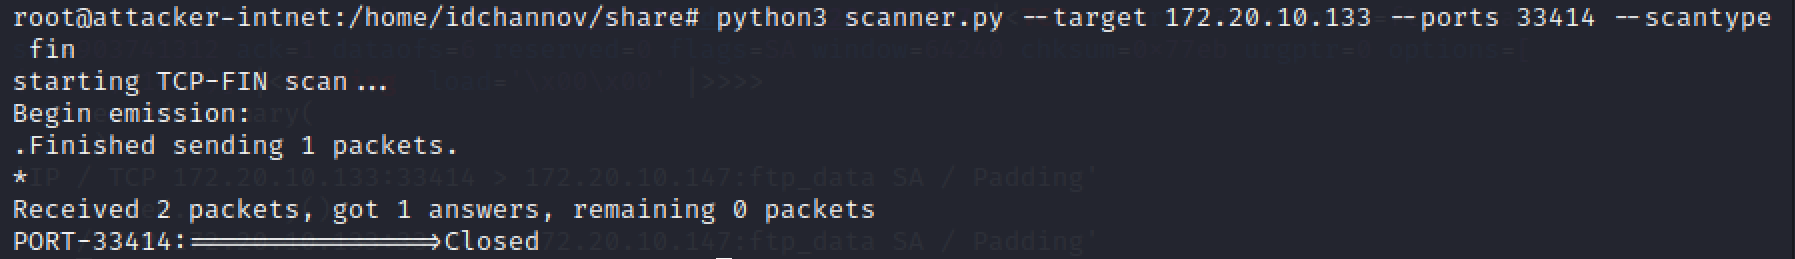 root@attacker-intnet:/home/idchannov/share# python3 scanner.py --target 172.20.10.133 --ports 33414 --scantype
 fin
starting TCP-FIN scan...
Begin emission:
.Finished sending 1 packets.
*
Received 2 packets, got 1 answers, remaining 0 packets
PORT-33414:================>Closed